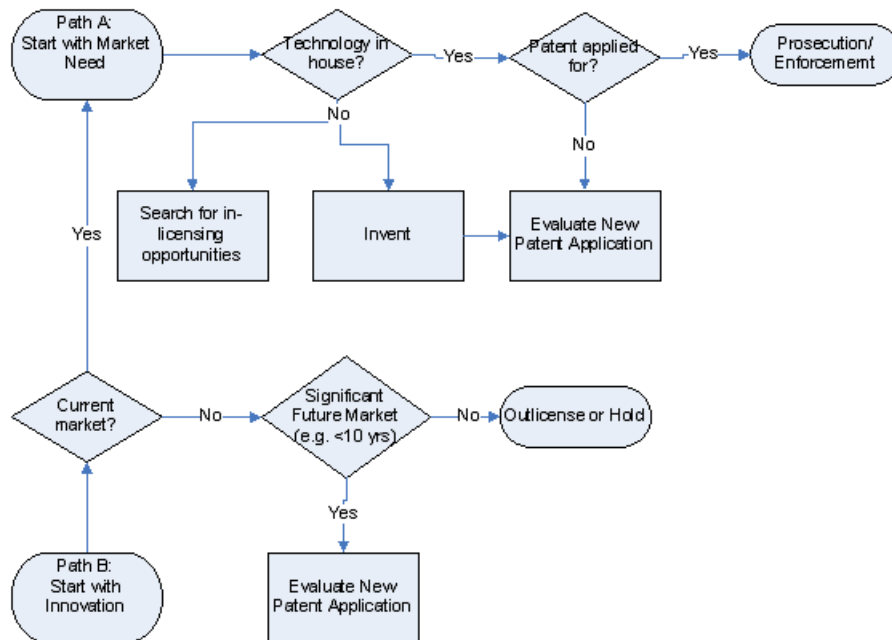 Path A:
Start with Market
Need
Technology in
house?
Yes
Patent applied
for?
Yes
Prosecution/
Enforcememt
No
No
Search for in-
licensing
opportunities
Invent
Evaluate New
Patent Application
Yes
Current
market?
No
Significant
Future Market
(e.g. <10 yrs)
No
Outlicense or Hold
Yes
Path B:
Start with
Innovation
Evaluate New
Patent Application